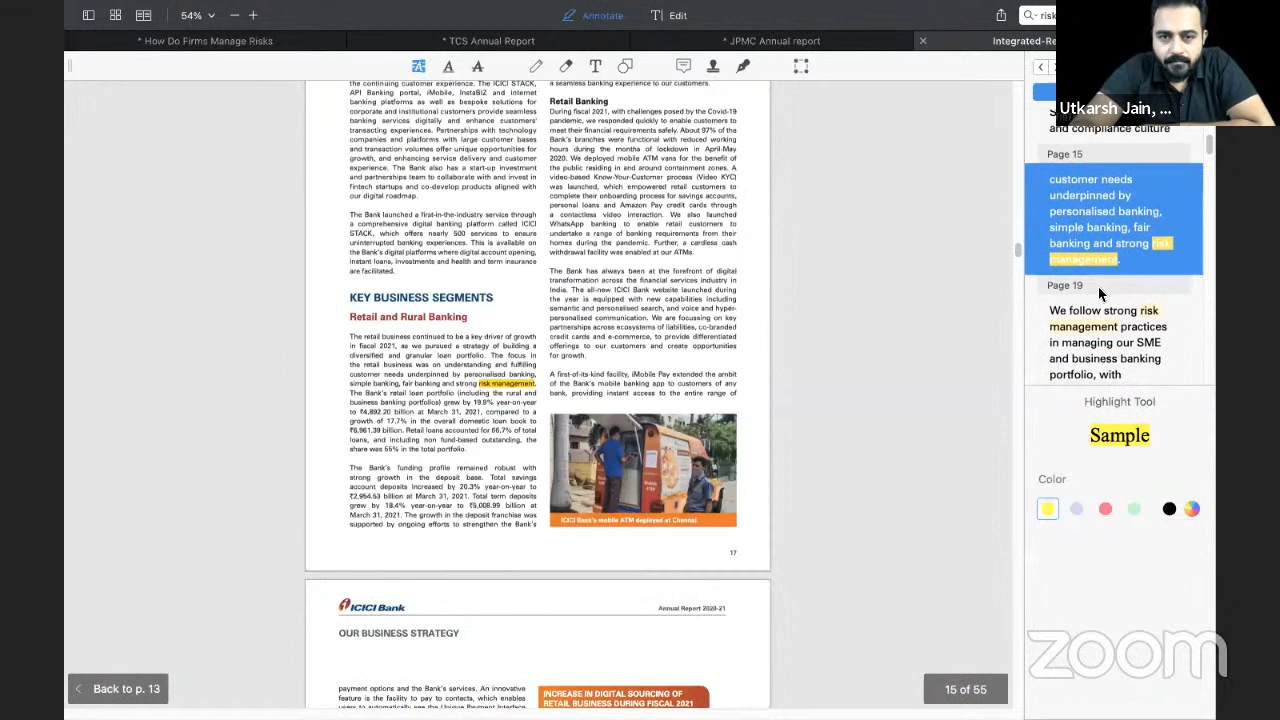 54%
Annotate
Edit
risk
* How Do Firms Manage Risks
* TCS Annual Report
* JPMC Annual report
Integrated-Re
Utkarsh Jain, ...
the continuing customer experience. The ICICI STACK,
API Banking portal, iMobile, InstaBIZ and internet
banking platforms as well as bespoke solutions for
corporate and institutional customers provide seamless
banking services digitally and enhance customers'
transacting experiences. Partnerships with technology
companies and platforms with large customer bases
and transaction volumes offer unique opportunities for
growth, and enhancing service delivery and customer
experience. The Bank also has a start-up investment
and partnerships team to collaborate with and invest in
fintech startups and co-develop products aligned with
our digital roadmap.
The Bank launched a first-in-the-industry service through
a comprehensive digital banking platform called ICICI
STACK, which offers nearly 500 services to ensure
uninterrupted banking experiences. This is available on
the Bank's digital platforms where digital account opening,
instant loans, investments and health and term insurance
are facilitated.
KEY BUSINESS SEGMENTS
Retail and Rural Banking
The retail business continued to be a key driver of growth
in fiscal 2021, as we pursued a strategy of building a
diversified and granular loan portfolio. The focus in
the retail business was on understanding and fulfilling
customer needs underpinned by personalised banking,
simple banking, fair banking and strong risk management.
The Bank's retail loan portfolio (including the rural and
business banking portfolios) grew by 19.9% year-on-year
to ₹4,892.20 billion at March 31, 2021, compared to a
growth of 17.7% in the overall domestic loan book to
₹6,961.39 billion. Retail loans accounted for 66.7% of total
loans, and including non fund-based outstanding, the
share was 55% in the total portfolio.
The Bank's funding profile remained robust with
strong growth in the deposit base. Total savings
account deposits increased by 20.3% year-on-year to
₹2,954.53 billion at March 31, 2021. Total term deposits
grew by 18.4% year-on-year to ₹5,008.99 billion at
March 31, 2021. The growth in the deposit franchise was
supported by ongoing efforts to strengthen the Bank's
a seamless banking experience to our customers.
Retail Banking
During fiscal 2021, with challenges posed by the Covid-19
pandemic, we responded quickly to enable customers to
meet their financial requirements safely. About 97% of the
Bank's branches were functional with reduced working
hours during the months of lockdown in April-May
2020. We deployed mobile ATM vans for the benefit of
the public residing in and around containment zones. A
video-based Know-Your-Customer process (Video KYC)
was launched, which empowered retail customers to
complete their onboarding process for savings accounts,
personal loans and Amazon Pay credit cards through
a contactless video interaction. We also launched
WhatsApp banking to enable retail customers to
undertake a range of banking requirements from their
homes during the pandemic. Further, a cardless cash
withdrawal facility was enabled at our ATMs.
The Bank has always been at the forefront of digital
transformation across the financial services industry in
India. The all-new ICICI Bank website launched during
the year is equipped with new capabilities including
semantic and personalised search, and voice and hyper-
personalised communication. We are focussing on key
partnerships across ecosystems of liabilities, co-branded
credit cards and e-commerce, to provide differentiated
offerings to our customers and create opportunities
for growth.
A first-of-its-kind facility, iMobile Pay extended the ambit
of the Bank's mobile banking app to customers of any
bank, providing instant access to the entire range of
ICICI Bank's mobile ATM deployed at Chennai.
17
ICICI Bank
Annual Report 2020-21
OUR BUSINESS STRATEGY
payment options and the Bank's services. An innovative
feature is the facility to pay to contacts, which enables
users to automatically see the Unique Payment Interface
INCREASE IN DIGITAL SOURCING OF
RETAIL BUSINESS DURING FISCAL 2021
Back to p. 13
15 of 55
and compliance culture
Page 15
customer needs
underpinned by
personalised banking,
simple banking, fair
banking and strong risk
management.
Page 19
We follow strong risk
management practices
in managing our SME
and business banking
portfolio, with
Highlight Tool
Sample
Color
zoom